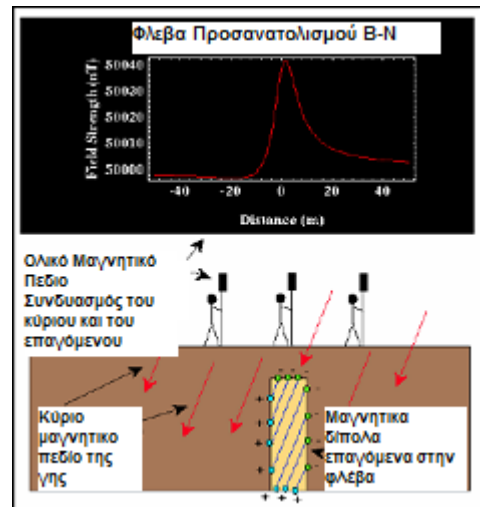 Φλεβα Προσανατολισμού Β-Ν
Field Strength (nT)
50040
50030
50020
50010
50000
-40 -20 0 20 40
Distance (m)
Ολικό Μαγνητικό
Πεδιο
Συνδυασμός του
κύριου και του
επαγόμενου
Κύριο
μαγνητικο
πεδίο της
γης
Μαγνητικα
δίπολα
επαγόμενα στην
φλέβα